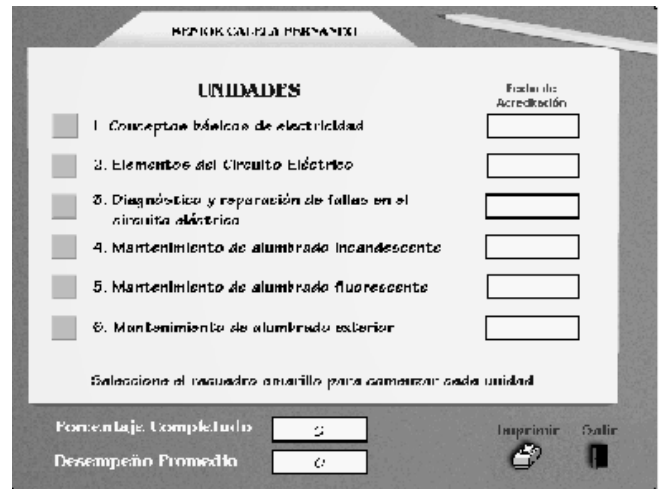 UNIDADES
Fecha de
Acreditación
1. Conceptos básicos de electricidad
2. Elementos del Circuito Eléctrico
3. Diagnóstico y reparación de fallas en el
circuito eléctrico
4. Mantenimiento de alumbrado incandescente
5. Mantenimiento de alumbrado fluorescente
6. Mantenimiento de alumbrado exterior
Seleccione el recuadro amarillo para comenzar cada unidad
Porcentaje Completado 0
Imprimir Salir
Desempeño Promedio 0